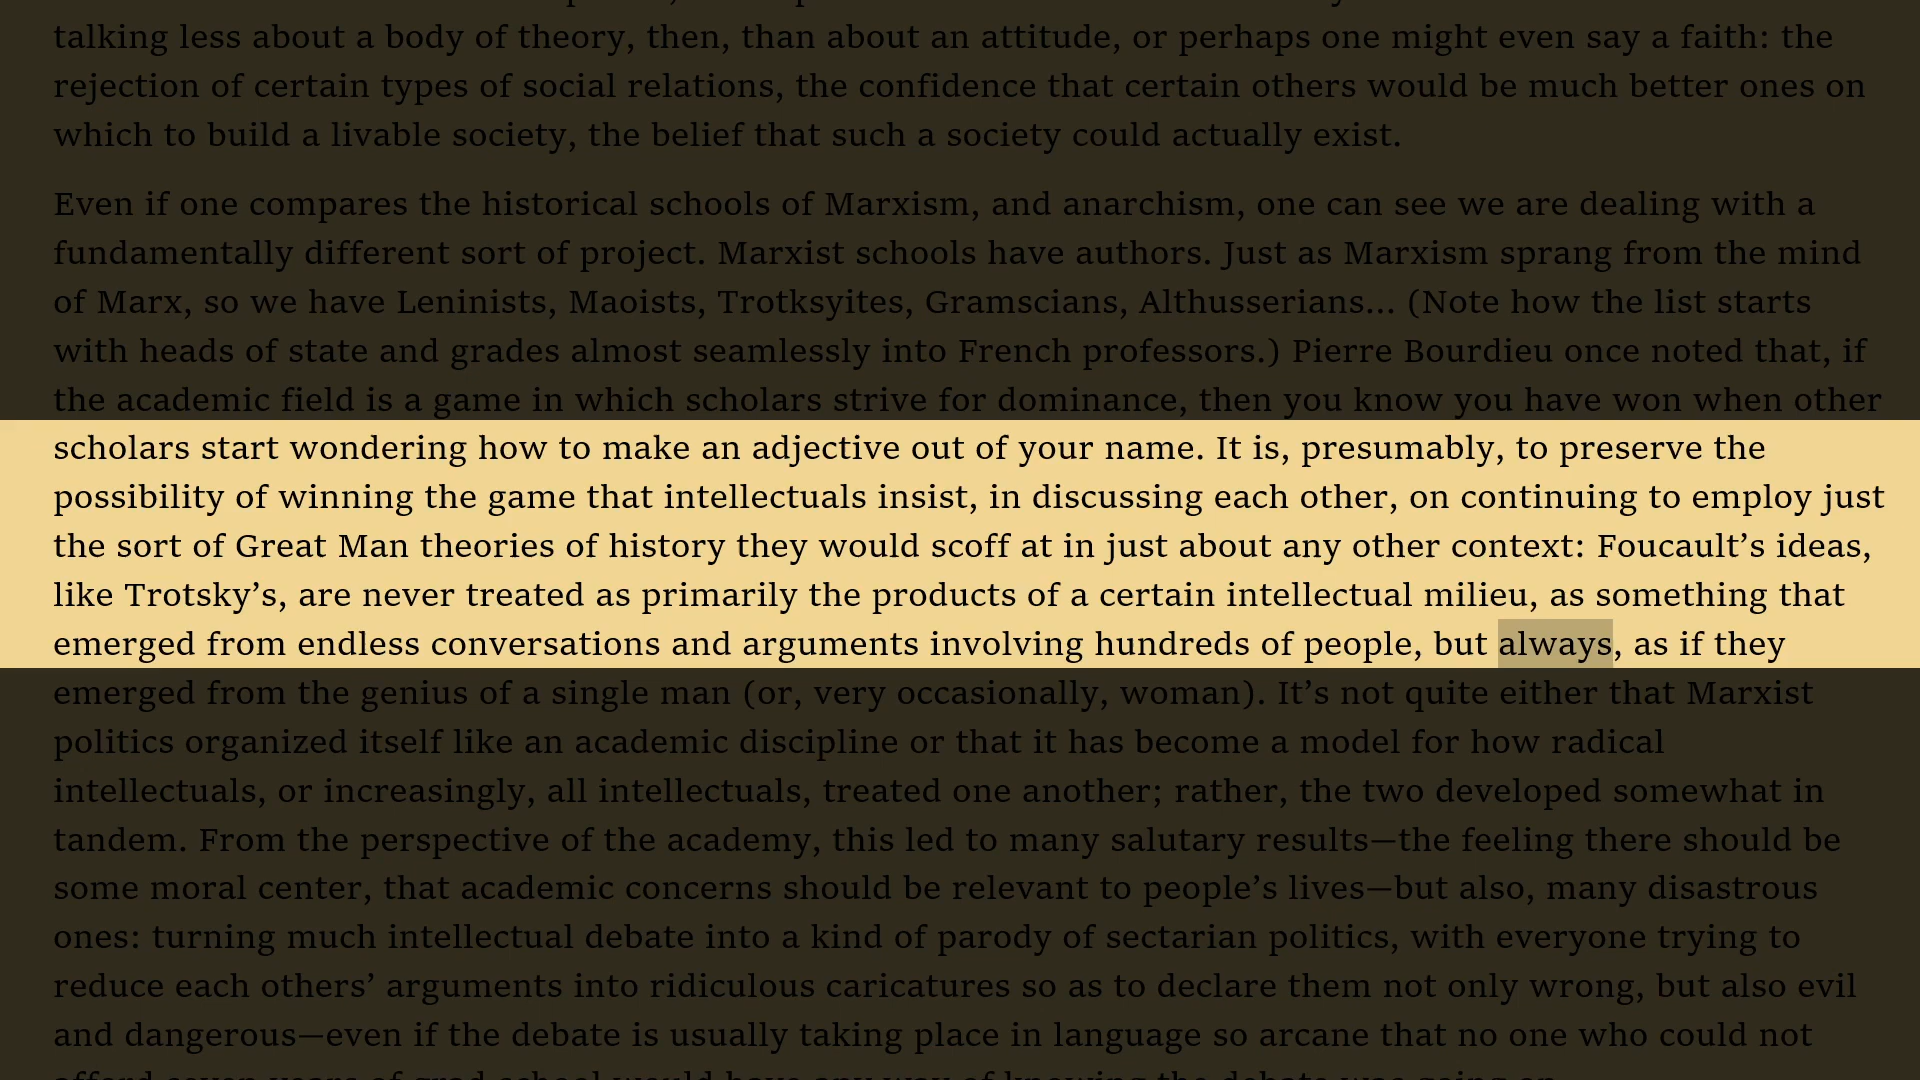 talking less about a body of theory, then, than about an attitude, or perhaps one might even say a faith: the
rejection of certain types of social relations, the confidence that certain others would be much better ones on
which to build a livable society, the belief that such a society could actually exist.
Even if one compares the historical schools of Marxism, and anarchism, one can see we are dealing with a
fundamentally different sort of project. Marxist schools have authors. Just as Marxism sprang from the mind
of Marx, so we have Leninists, Maoists, Trotksyites, Gramscians, Althusserians... (Note how the list starts
with heads of state and grades almost seamlessly into French professors.) Pierre Bourdieu once noted that, if
the academic field is a game in which scholars strive for dominance, then you know you have won when other
scholars start wondering how to make an adjective out of your name. It is, presumably, to preserve the
possibility of winning the game that intellectuals insist, in discussing each other, on continuing to employ just
the sort of Great Man theories of history they would scoff at in just about any other context: Foucault’s ideas,
like Trotsky’s, are never treated as primarily the products of a certain intellectual milieu, as something that
emerged from endless conversations and arguments involving hundreds of people, but always, as if they
emerged from the genius of a single man (or, very occasionally, woman). It’s not quite either that Marxist
politics organized itself like an academic discipline or that it has become a model for how radical
intellectuals, or increasingly, all intellectuals, treated one another; rather, the two developed somewhat in
tandem. From the perspective of the academy, this led to many salutary results—the feeling there should be
some moral center, that academic concerns should be relevant to people’s lives—but also, many disastrous
ones: turning much intellectual debate into a kind of parody of sectarian politics, with everyone trying to
reduce each others’ arguments into ridiculous caricatures so as to declare them not only wrong, but also evil
and dangerous—even if the debate is usually taking place in language so arcane that no one who could not
afford seven years of grad school would have any way of knowing the debate was going on.